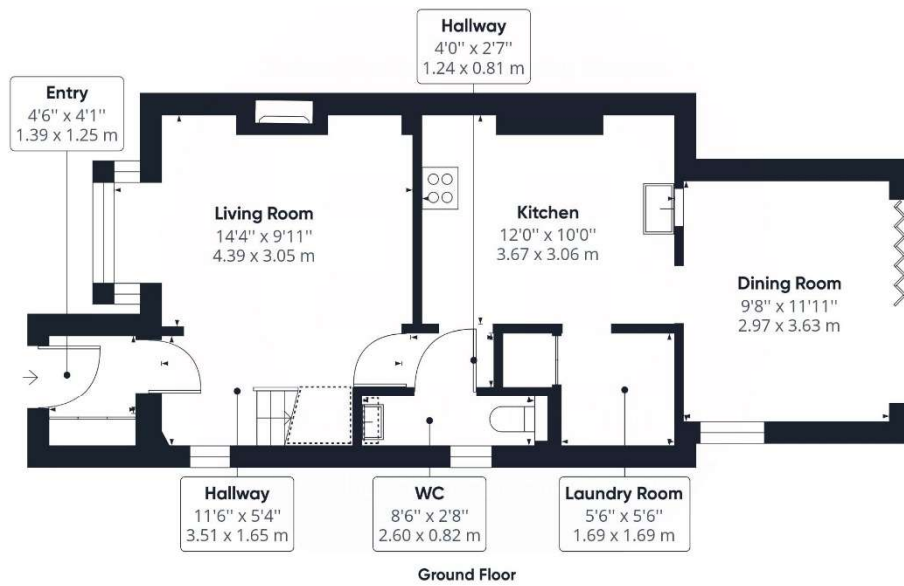 Hallway
4'0'' x 2'7''
1.24 x 0.81 m
Entry
4'6'' x 4'1''
1.39 x 1.25 m
Living Room
14'4'' x 9'11''
4.39 x 3.05 m
Kitchen
12'0'' x 10'0''
3.67 x 3.06 m
Dining Room
9'8'' x 11'11''
2.97 x 3.63 m
Hallway
11'6'' x 5'4''
3.51 x 1.65 m
WC
8'6'' x 2'8''
2.60 x 0.82 m
Laundry Room
5'6'' x 5'6''
1.69 x 1.69 m
Ground Floor